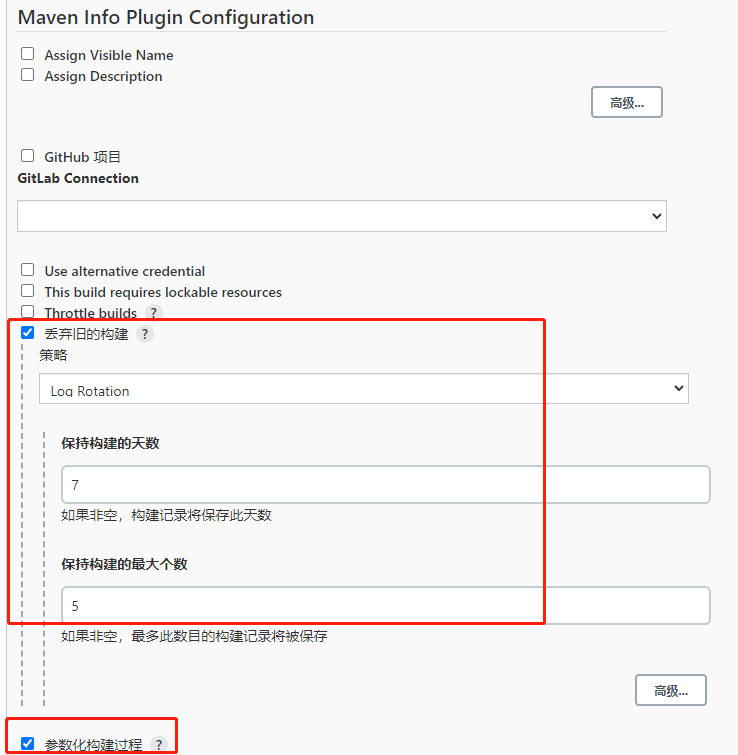 Maven Info Plugin Configuration
Assign Visible Name
Assign Description
高级...
GitHub 项目
GitLab Connection
Use alternative credential
This build requires lockable resources
Throttle builds ?
丢弃旧的构建 ?
策略
Log Rotation
保持构建的天数
7
如果非空，构建记录将保存此天数
保持构建的最大个数
5
如果非空，最多此数目的构建记录将被保存
高级...
参数化构建过程 ?